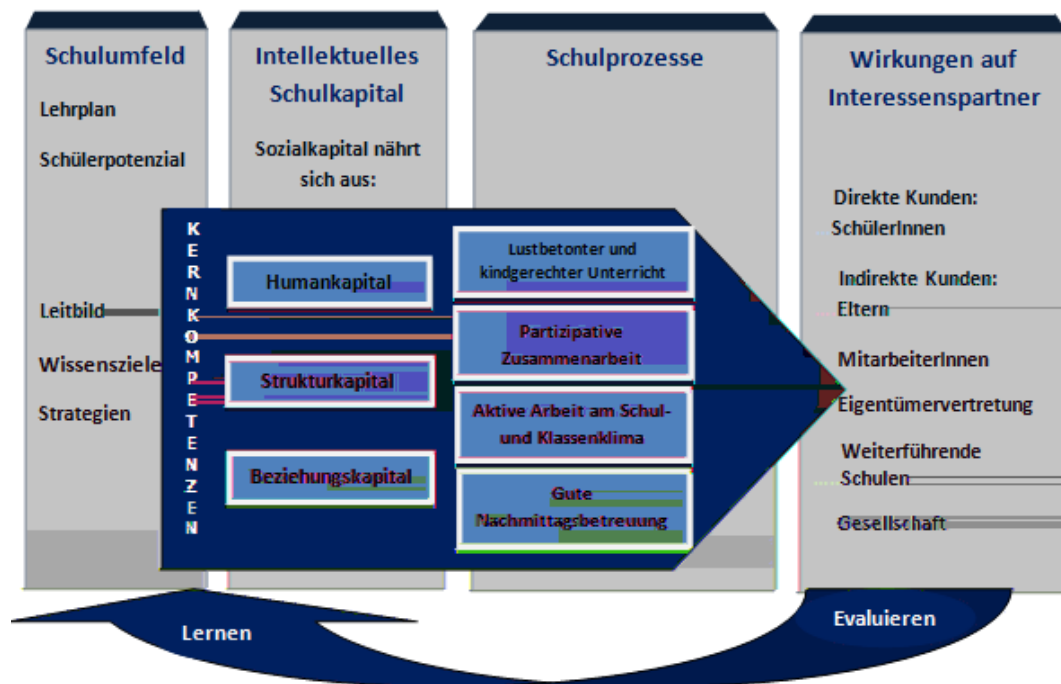 Schulumfeld
Lehrplan
Schülerpotenzial
Leitbild
Wissensziele
Strategien
Intellektuelles
Schulkapital
Sozialkapital nährt
sich aus:
KERNKOMPETENZEN
Humankapital
Strukturkapital
Beziehungskapital
Schulprozesse
Lustbetonter und
kindgerechter Unterricht
Partizipative
Zusammenarbeit
Aktive Arbeit am Schul-
und Klassenklima
Gute
Nachmittagsbetreuung
Wirkungen auf
Interessenspartner
Direkte Kunden:
SchülerInnen
Indirekte Kunden:
Eltern
MitarbeiterInnen
Eigentümervertretung
Weiterführende
Schulen
Gesellschaft
Lernen
Evaluieren